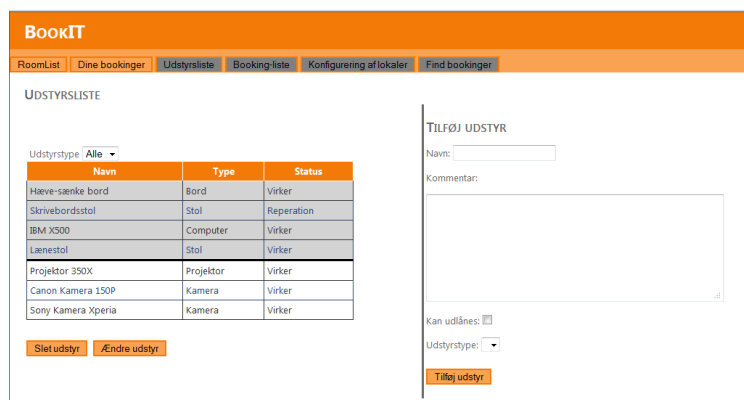 BookIT
RoomList Dine bookinger Udstyrsliste Booking-liste Konfigurering af lokaler Find bookinger
Udstyrsliste
Udstyrstype Alle
Navn Type Status
Hæve-sænke bord Bord Virker
Skrivebordsstol Stol Reperation
IBM X500 Computer Virker
Lænestol Stol Virker
Projektor 350X Projektor Virker
Canon Kamera 150P Kamera Virker
Sony Kamera Xperia Kamera Virker
Slet udstyr Ændre udstyr
Tilføj udstyr
Navn:
Kommentar:
Kan udlånes:
Udstyrstype:
Tilføj udstyr